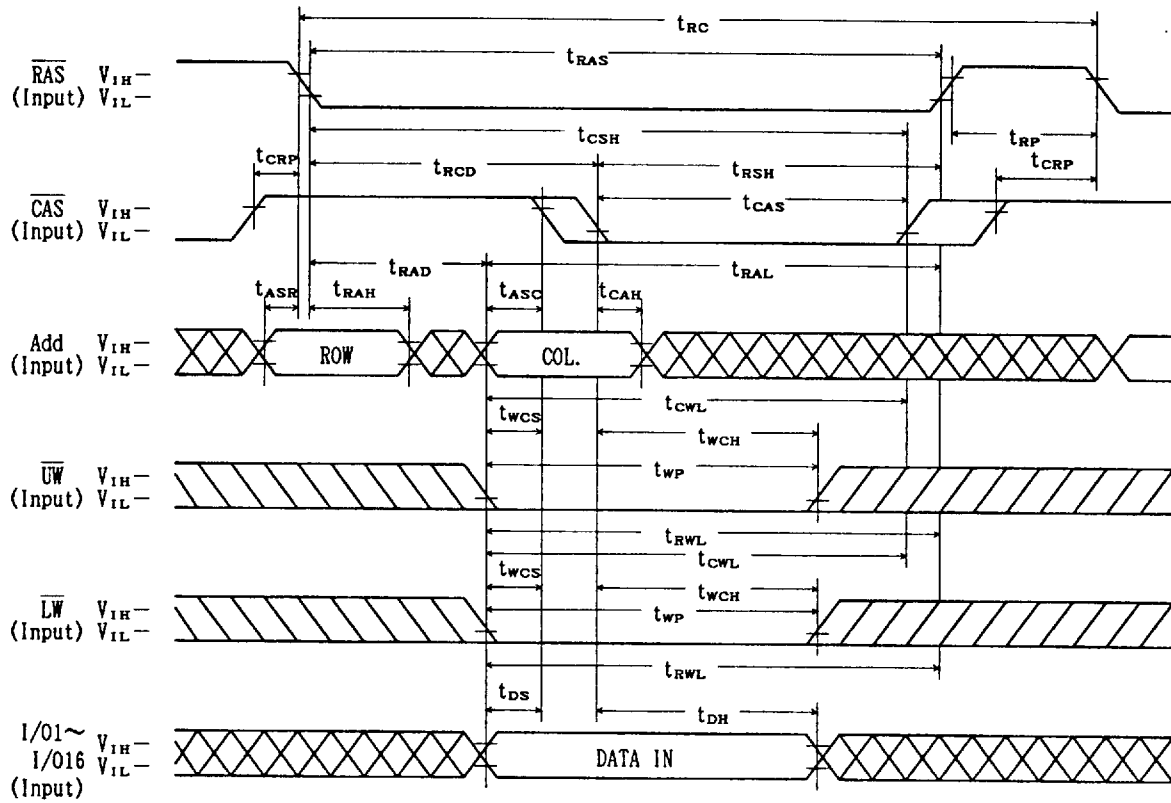 tRC
tRAS
RAS VIH—
(Input) VIL—
tCSH
tRP
tCRP tRCD tRSH tCRP
CAS VIH—
(Input) VIL—
tCAS
tRAD tRAL
tASR tRAH tASC tCAH
Add VIH—
(Input) VIL—
ROW COL.
tCWL
tWCS tWCH
UW VIH—
(Input) VIL—
tWP
tRWL
tCWL
tWCS tWCH
LW VIH—
(Input) VIL—
tWP
tRWL
tDS tDH
I/O1~
I/O16 VIH—
(Input) VIL—
DATA IN